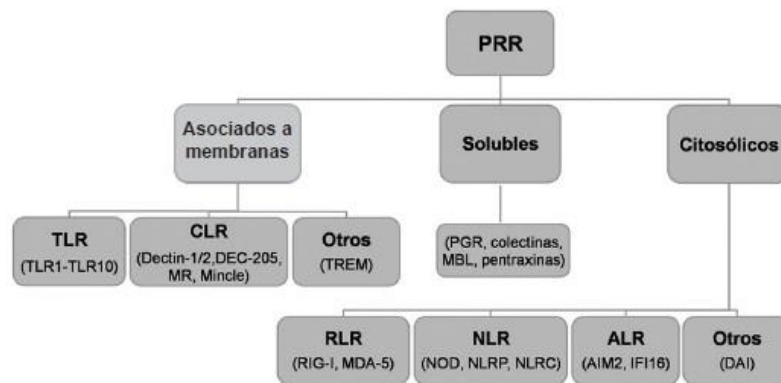 PRR
Asociados a
membranas
Solubles
Citosólicos
TLR
(TLR1-TLR10)
CLR
(Dectin-1/2,DEC-205,
MR, Mincle)
Otros
(TREM)
(PGR, colectinas,
MBL, pentraxinas)
RLR
(RIG-I, MDA-5)
NLR
(NOD, NLRP, NLRC)
ALR
(AIM2, IFI16)
Otros
(DAI)